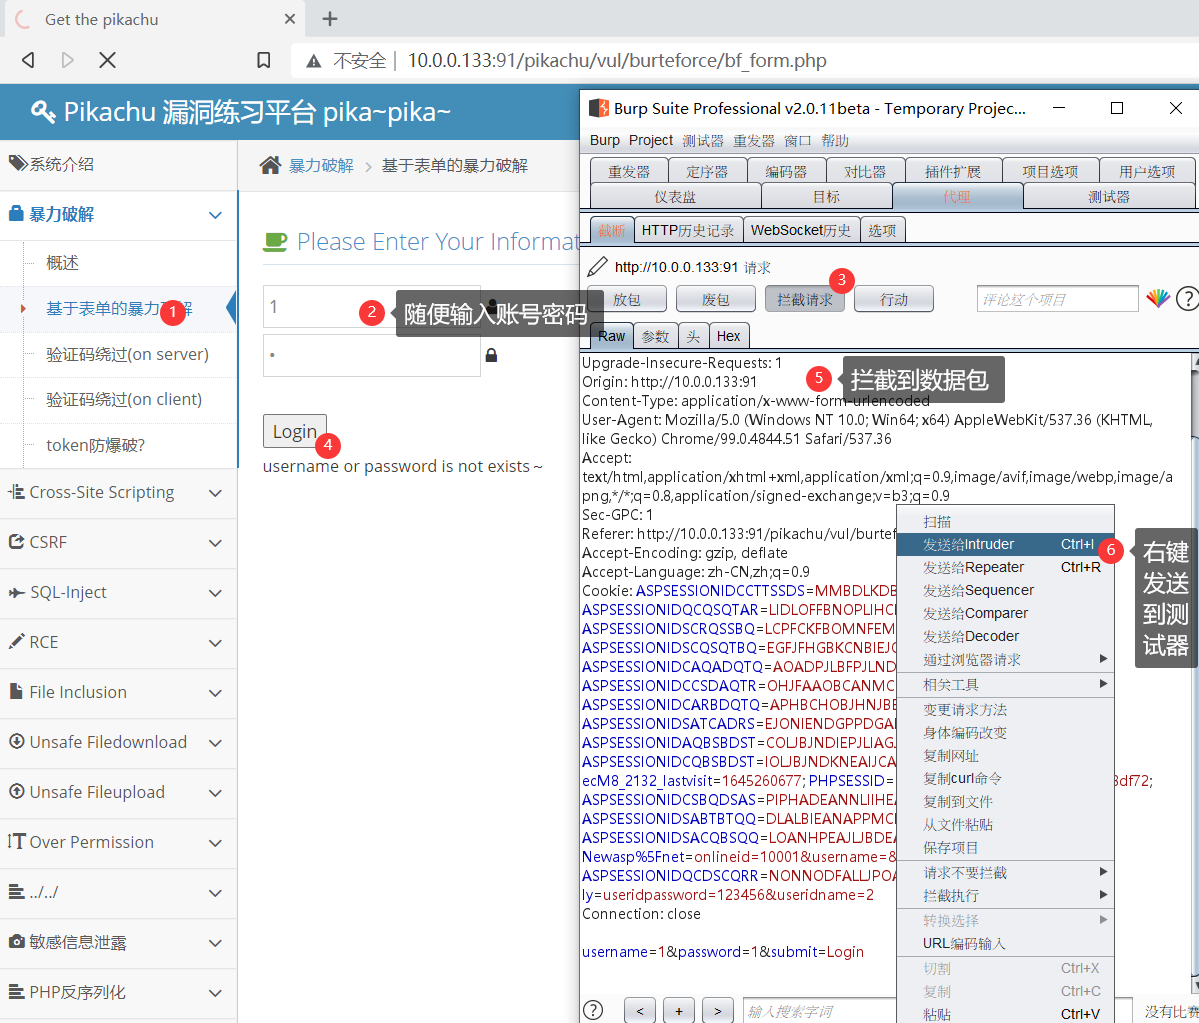 Get the pikachu
不安全 | 10.0.0.133:91/pikachu/vul/burteforce/bf_form.php
Pikachu 漏洞练习平台 pika~pika~
系统介绍
暴力破解
概述
基于表单的暴力破解
1
验证码绕过(on server)
验证码绕过(on client)
token防爆破?
Cross-Site Scripting
CSRF
SQL-Inject
RCE
File Inclusion
Unsafe Filedownload
Unsafe Fileupload
Over Permission
../../
敏感信息泄露
PHP反序列化
暴力破解 > 基于表单的暴力破解
Please Enter Your Informat
1
2
随便输入账号密码
Login
4
username or password is not exists～
Burp Suite Professional v2.0.11beta - Temporary Projec...
Burp Project 测试器 重发器 窗口 帮助
重发器 定序器 编码器 对比器 插件扩展 项目选项 用户选项
仪表盘 目标 代理 测试器
截断 HTTP历史记录 WebSocket历史 选项
http://10.0.0.133:91 请求
3
放包 废包 拦截请求 行动 评论这个项目
Raw 参数 头 Hex
Upgrade-Insecure-Requests: 1
Origin: http://10.0.0.133:91
5
拦截到数据包
Content-Type: application/x-www-form-urlencoded
User-Agent: Mozilla/5.0 (Windows NT 10.0; Win64; x64) AppleWebKit/537.36 (KHTML,
like Gecko) Chrome/99.0.4844.51 Safari/537.36
Accept:
text/html,application/xhtml+xml,application/xml;q=0.9,image/avif,image/webp,image/a
png,*/*;q=0.8,application/signed-exchange;v=b3;q=0.9
Sec-GPC: 1
Referer: http://10.0.0.133:91/pikachu/vul/burtef
Accept-Encoding: gzip, deflate
Accept-Language: zh-CN,zh;q=0.9
Cookie: ASPSESSIONIDCCTTSSDS=MMBDLKDB
ASPSESSIONIDQCQSQTAR=LIDLOFFBNOPLIHC
ASPSESSIONIDSCRQSSBQ=LCPFCKFBOMNFEM
ASPSESSIONIDSCQSQTBQ=EGFJFHGBKCNBIEJ
ASPSESSIONIDCAQADQTQ=AOADPJLBFPJLND
ASPSESSIONIDCCSDAQTR=OHJFAAOBCANMC
ASPSESSIONIDCARBDQTQ=APHBCHOBJHNJBE
ASPSESSIONIDSATCADRS=EJONIENDGPPDGA
ASPSESSIONIDAQBSBDST=COLJBJNDIEPJLIAG
ASPSESSIONIDCQBSBDST=IOLJBJNDKNEAIJCA
ecM8_2132_lastvisit=1645260677; PHPSESSID= 3df72;
ASPSESSIONIDCSBQDSAS=PIPHADEANNLIIHE
ASPSESSIONIDSABTBTQQ=DLALBIEANAPPMC
ASPSESSIONIDSACQBSQQ=LOANHPEAJLJBDEA
Newasp%5Fnet=onlineid=10001&username=&
ASPSESSIONIDQCDSCQRR=NONNODFALLJPOA
ly=useridpassword=123456&useridname=2
Connection: close
username=1&password=1&submit=Login
扫描
发送给Intruder Ctrl+I
6
右键
发送
到测
试器
发送给Repeater Ctrl+R
发送给Sequencer
发送给Comparer
发送给Decoder
通过浏览器请求
相关工具
变更请求方法
身体编码改变
复制网址
复制curl命令
复制到文件
从文件粘贴
保存项目
请求不要拦截
拦截执行
转换选择
URL编码输入
切割 Ctrl+X
复制 Ctrl+C
粘贴 Ctrl+V
? < + > 输入搜索字词 没有比赛